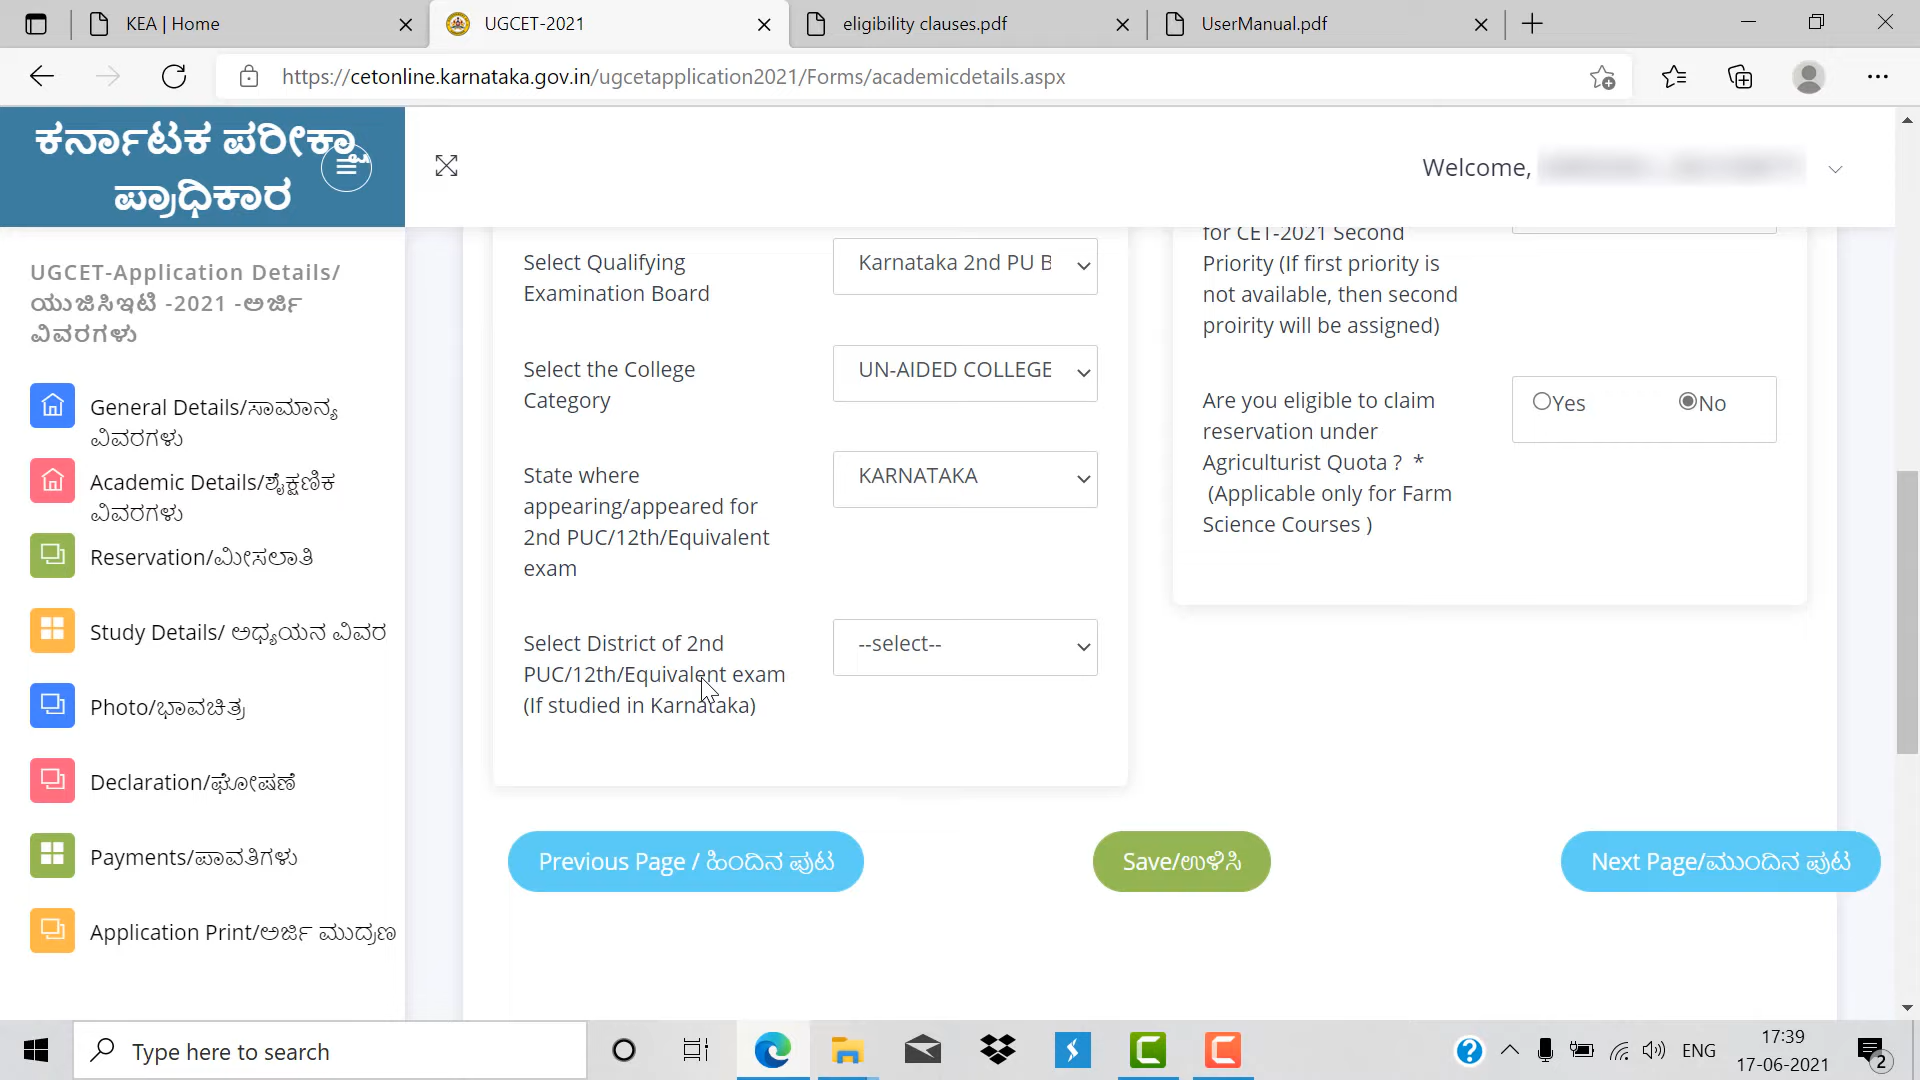 KEA | Home
UGCET-2021
eligibility clauses.pdf
UserManual.pdf
https://cetonline.karnataka.gov.in/ugcetapplication2021/Forms/academicdetails.aspx
ಕರ್ನಾಟಕ ಪರೀಕ್ಷಾ
ಪ್ರಾಧಿಕಾರ
Welcome,
UGCET-Application Details/
ಯುಜಿಸಿಇಟಿ -2021 -ಅರ್ಜಿ
ವಿವರಗಳು
General Details/ಸಾಮಾನ್ಯ
ವಿವರಗಳು
Academic Details/ಶೈಕ್ಷಣಿಕ
ವಿವರಗಳು
Reservation/ಮೀಸಲಾತಿ
Study Details/ ಅಧ್ಯಯನ ವಿವರ
Photo/ಭಾವಚಿತ್ರ
Declaration/ಘೋಷಣೆ
Payments/ಪಾವತಿಗಳು
Application Print/ಅರ್ಜಿ ಮುದ್ರಣ
Select Qualifying
Examination Board
Karnataka 2nd PU B
Select the College
Category
UN-AIDED COLLEGE
State where
appearing/appeared for
2nd PUC/12th/Equivalent
exam
KARNATAKA
Select District of 2nd
PUC/12th/Equivalent exam
(If studied in Karnataka)
--select--
for CET-2021 Second
Priority (If first priority is
not available, then second
proirity will be assigned)
Are you eligible to claim
reservation under
Agriculturist Quota ? *
(Applicable only for Farm
Science Courses )
Yes
No
Previous Page / ಹಿಂದಿನ ಪುಟ
Save/ಉಳಿಸಿ
Next Page/ಮುಂದಿನ ಪುಟ
Type here to search
ENG
17:39
17-06-2021
2